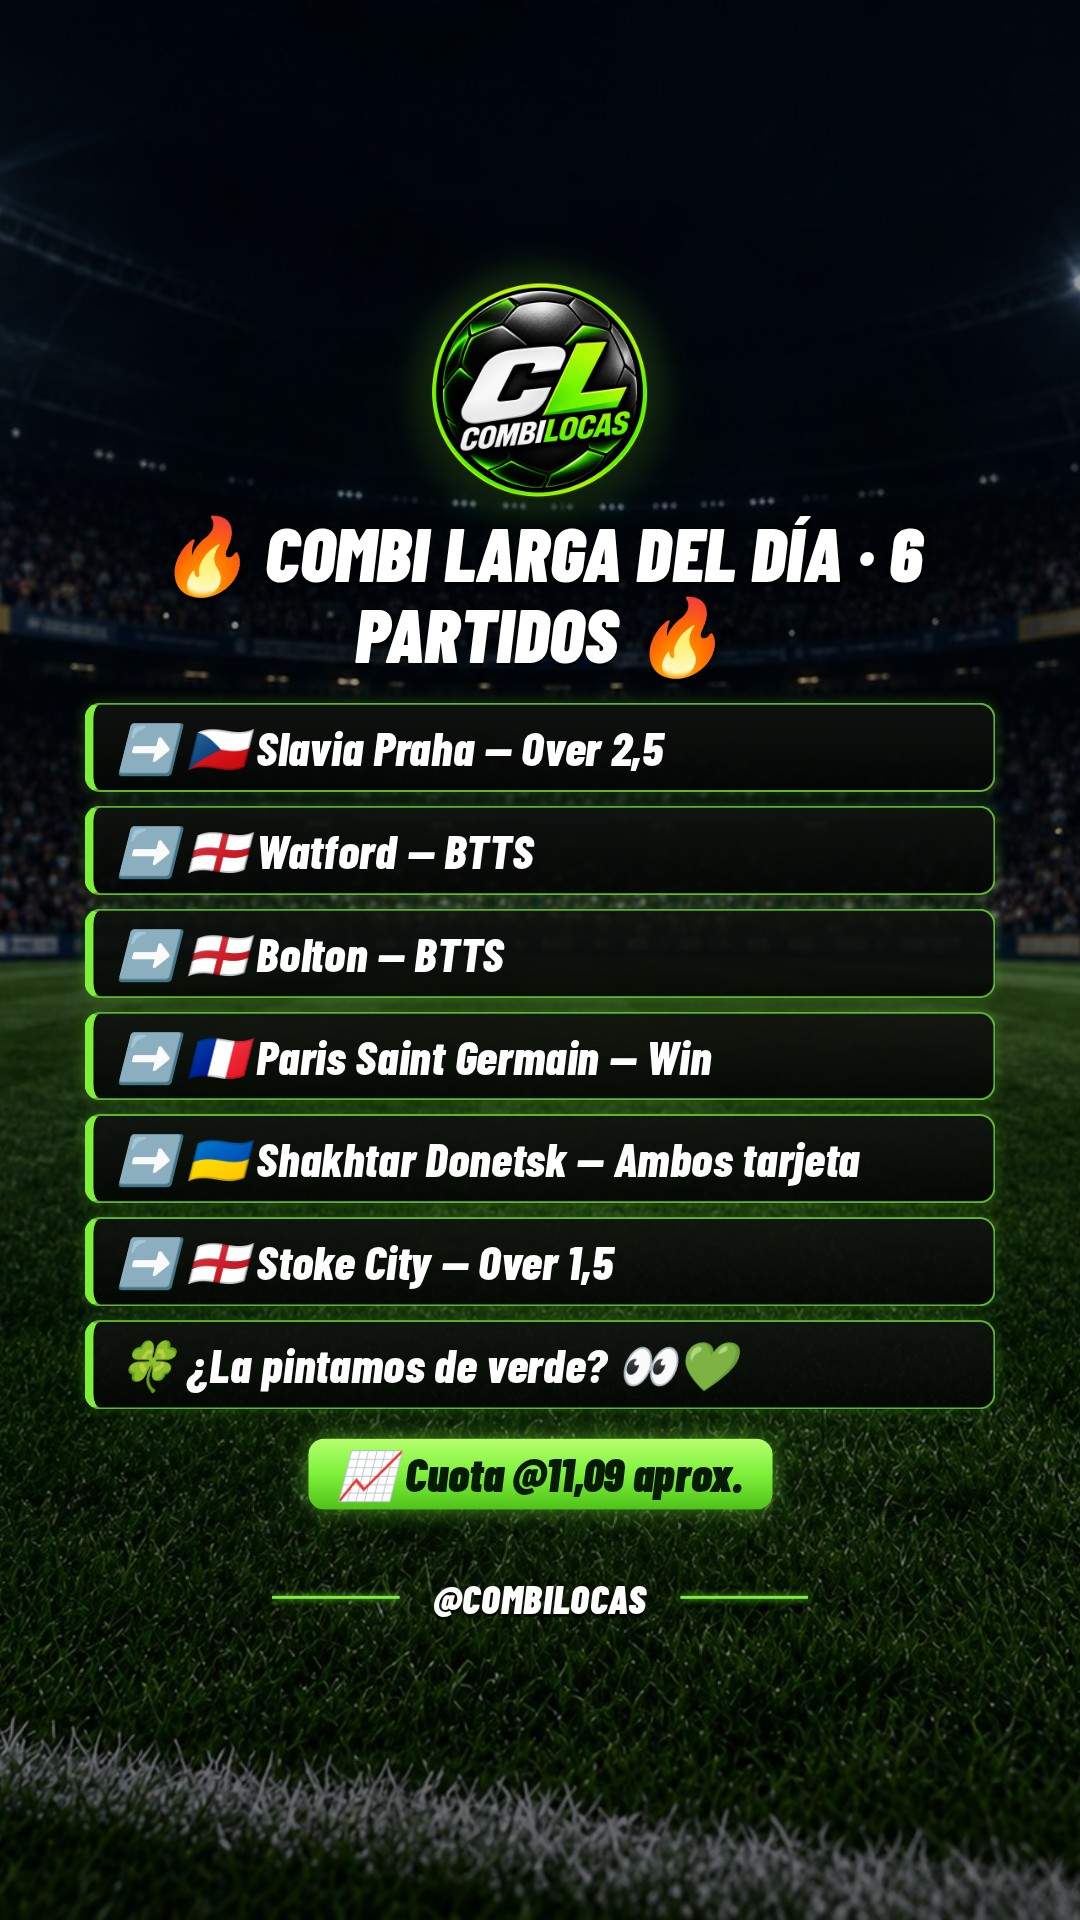 CL
COMBILOCAS
🔥 COMBI LARGA DEL DÍA · 6
PARTIDOS 🔥
➡️ 🇨🇿 Slavia Praha – Over 2,5
➡️ 🏴󠁧󠁢󠁥󠁮󠁧󠁿 Watford – BTTS
➡️ 🏴󠁧󠁢󠁥󠁮󠁧󠁿 Bolton – BTTS
➡️ 🇫🇷 Paris Saint Germain – Win
➡️ 🇺🇦 Shakhtar Donetsk – Ambos tarjeta
➡️ 🏴󠁧󠁢󠁥󠁮󠁧󠁿 Stoke City – Over 1,5
🍀 ¿La pintamos de verde? 👀💚
📈 Cuota @11,09 aprox.
@COMBILOCAS